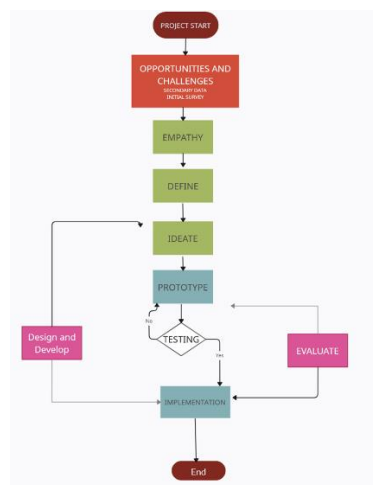 PROJECT START
OPPORTUNITIES AND
CHALLENGES
SECONDARY DATA
INITIAL SURVEY
EMPATHY
DEFINE
IDEATE
PROTOTYPE
No
TESTING
Yes
Design and
Develop
EVALUATE
IMPLEMENTATION
End